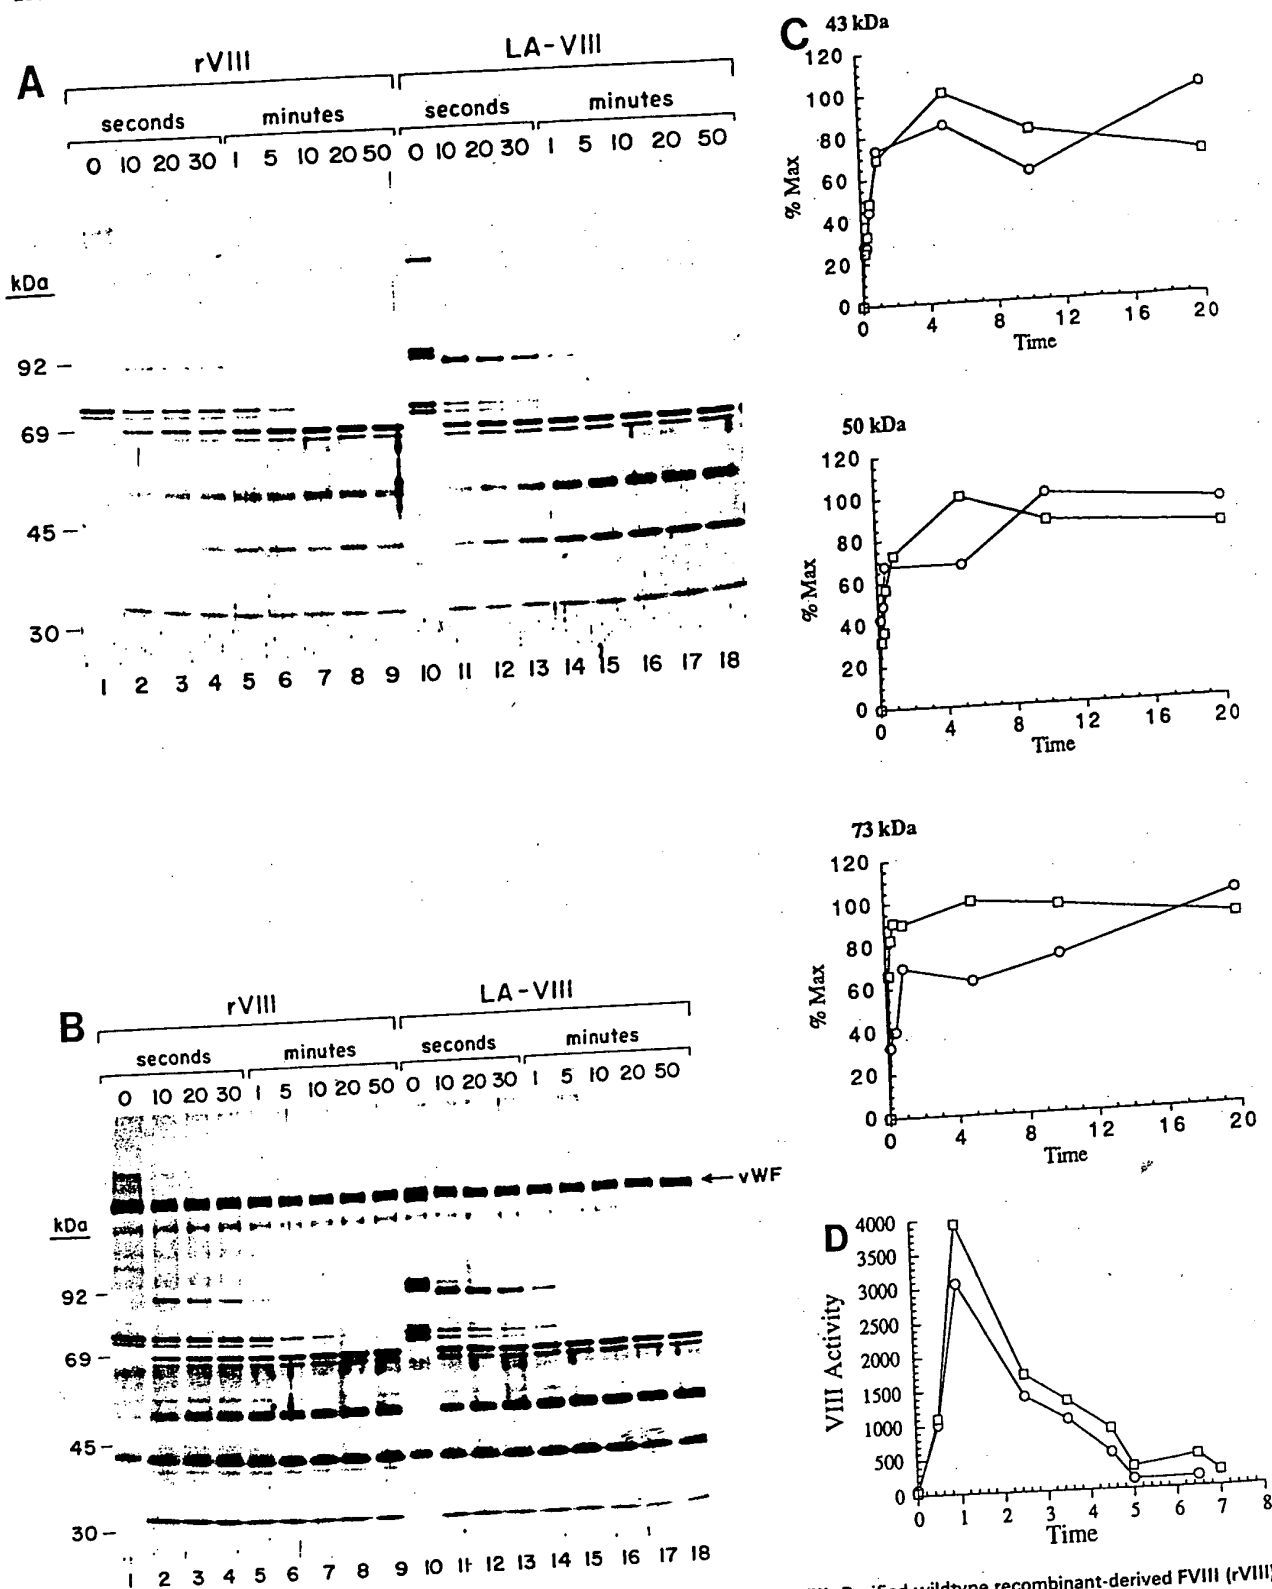 A
rVIII
LA-VIII
seconds minutes seconds minutes
0 10 20 30 1 5 10 20 50 0 10 20 30 1 5 10 20 50
kDa
92
69
45
30
1 2 3 4 5 6 7 8 9 10 11 12 13 14 15 16 17 18
B
rVIII
LA-VIII
seconds minutes seconds minutes
0 10 20 30 1 5 10 20 50 0 10 20 30 1 5 10 20 50
vWF
kDa
92
69
45
30
1 2 3 4 5 6 7 8 9 10 11 12 13 14 15 16 17 18
C
43 kDa
120
100
80
60
40
20
0
% Max
0 4 8 12 16 20
Time
50 kDa
120
100
80
60
40
20
0
% Max
0 4 8 12 16 20
Time
73 kDa
120
100
80
60
40
20
0
% Max
0 4 8 12 16 20
Time
D
4000
3500
3000
2500
2000
1500
1000
500
0
VIII Activity
0 1 2 3 4 5 6 7 8
Time
Purified wildtype recombinant-derived FVIII (rVIII)